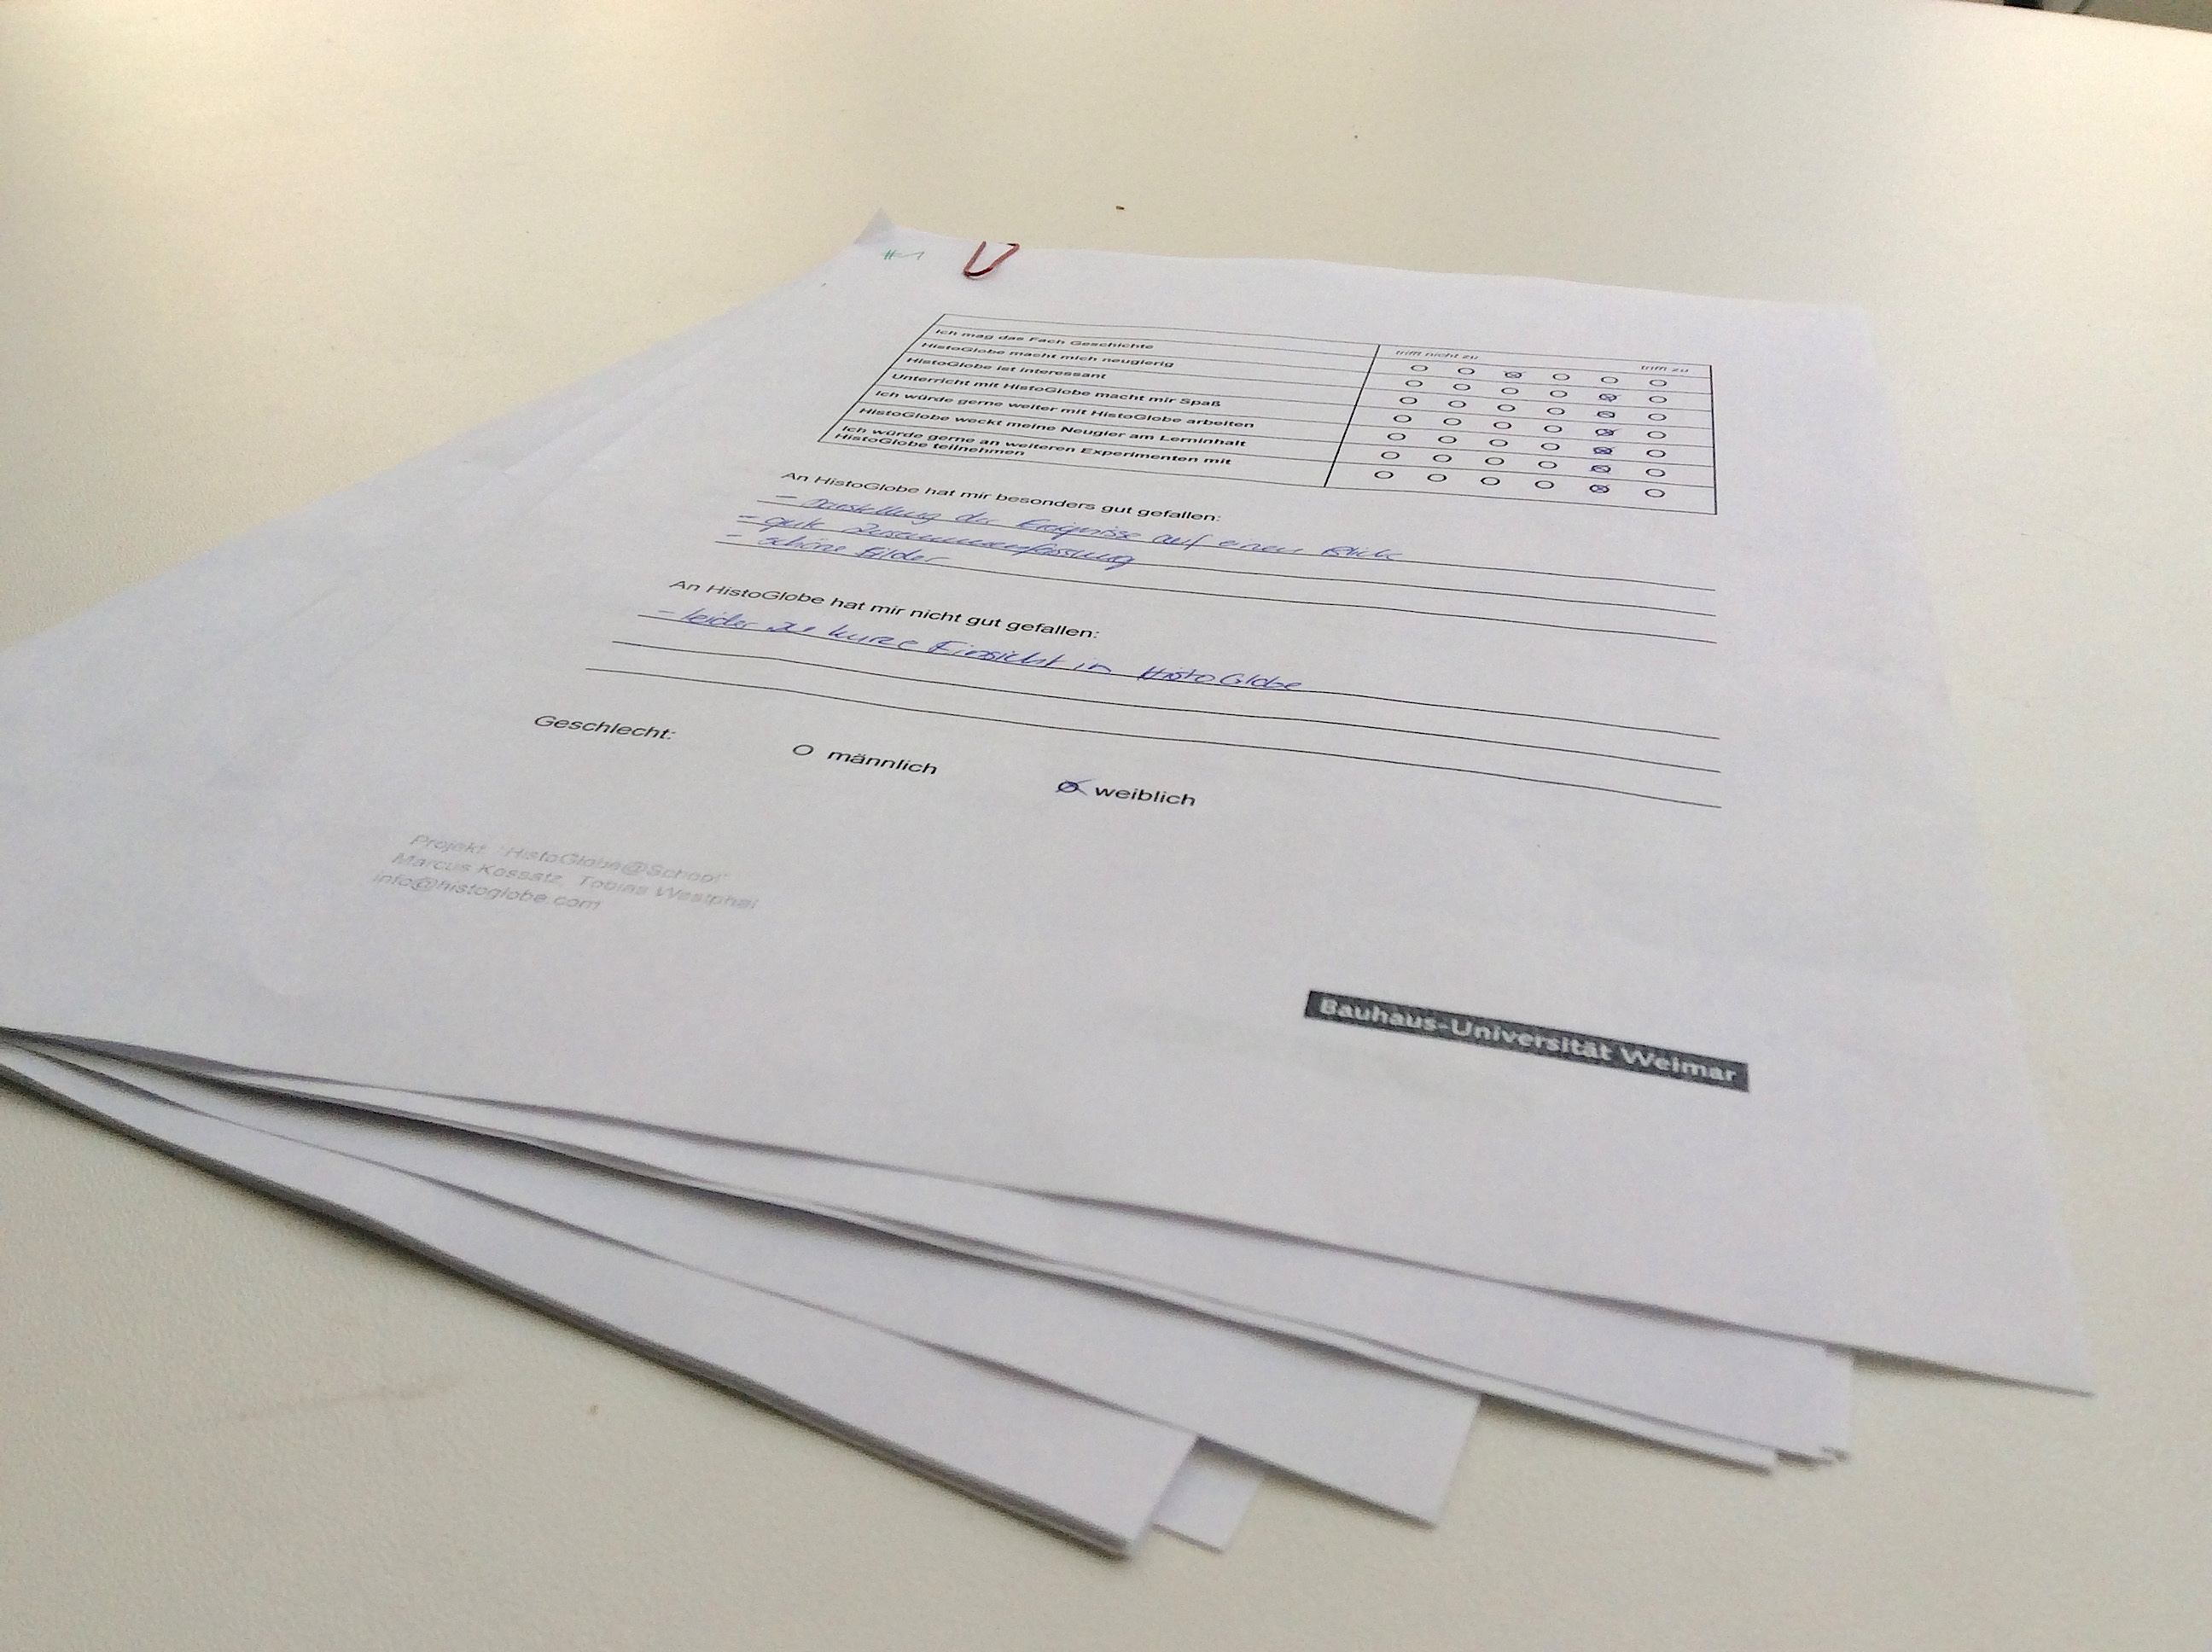 #1
trifft nicht zu trifft zu
Ich mag das Fach Geschichte
HistoGlobe macht mich neugierig
HistoGlobe ist interessant
Unterricht mit HistoGlobe macht mir Spaß
Ich würde gerne weiter mit HistoGlobe arbeiten
HistoGlobe weckt meine Neugier am Lerninhalt
Ich würde gerne an weiteren Experimenten mit
HistoGlobe teilnehmen
An HistoGlobe hat mir besonders gut gefallen:
- Darstellung der Ereignisse auf einen Blick
- gute Zusammenfassung
- schöne Bilder
An HistoGlobe hat mir nicht gut gefallen:
- leider zu kurze Einsicht in HistoGlobe
Geschlecht: O männlich weiblich
Projekt "HistoGlobe@School"
Marcus Kossatz, Tobias Westphal
info@histoglobe.com
Bauhaus-Universität Weimar